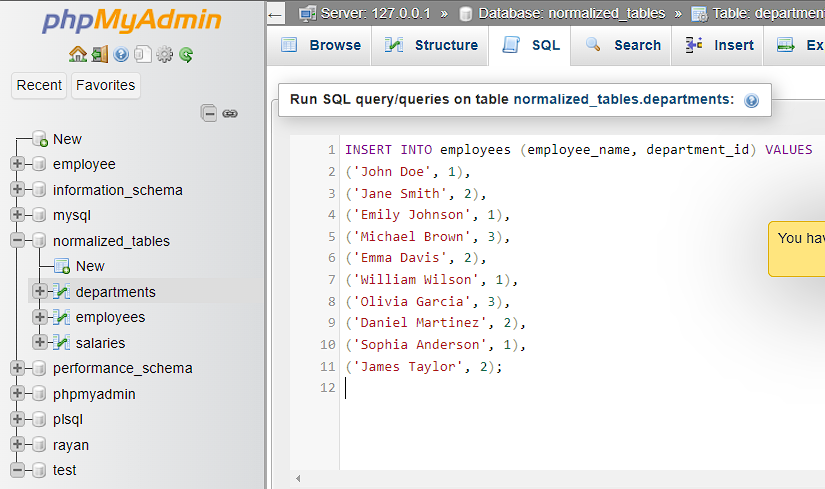 phpMyAdmin
Recent Favorites
New
employee
information_schema
mysql
normalized_tables
New
departments
employees
salaries
performance_schema
phpmyadmin
plsql
rayan
test
Server: 127.0.0.1 » Database: normalized_tables » Table: departmen
Browse Structure SQL Search Insert Ex
Run SQL query/queries on table normalized_tables.departments:
1 INSERT INTO employees (employee_name, department_id) VALUES
2 ('John Doe', 1),
3 ('Jane Smith', 2),
4 ('Emily Johnson', 1),
5 ('Michael Brown', 3),
6 ('Emma Davis', 2),
7 ('William Wilson', 1),
8 ('Olivia Garcia', 3),
9 ('Daniel Martinez', 2),
10 ('Sophia Anderson', 1),
11 ('James Taylor', 2);
12
You hav